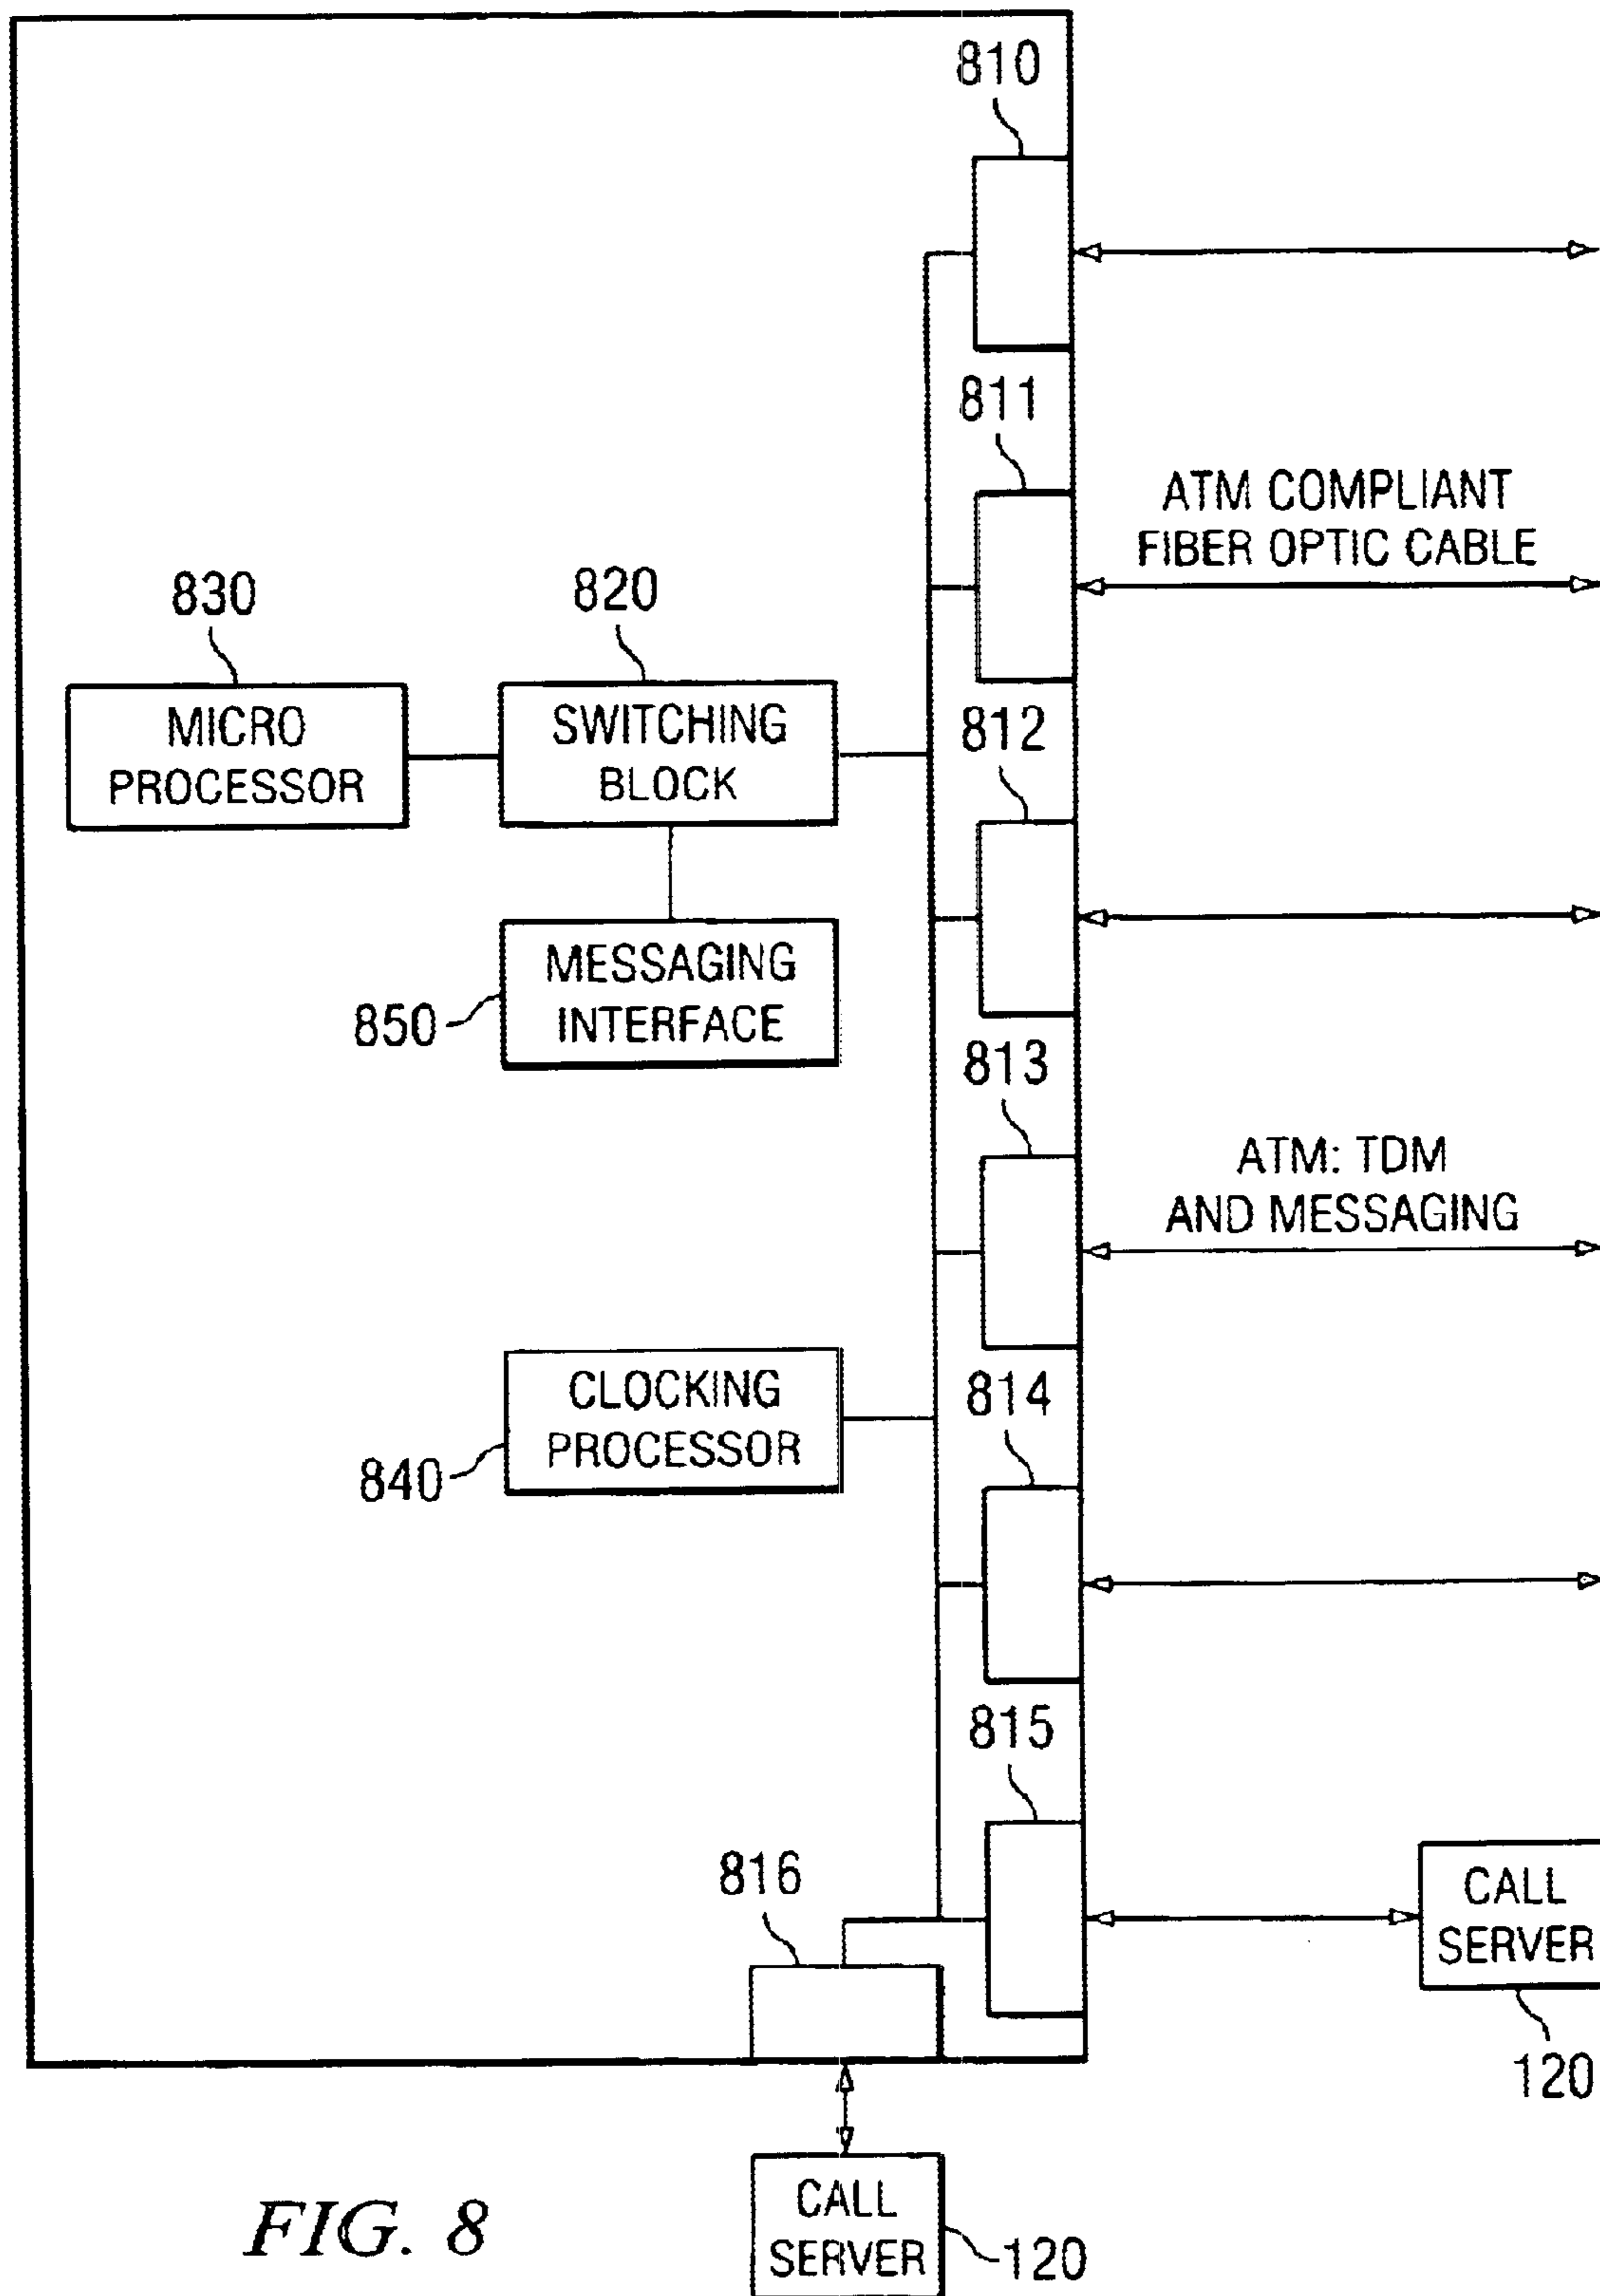 810
811
ATM COMPLIANT
FIBER OPTIC CABLE
830
820
MICRO
PROCESSOR
SWITCHING
BLOCK
812
MESSAGING
INTERFACE
850
813
ATM: TDM
AND MESSAGING
CLOCKING
PROCESSOR
840
814
815
816
CALL
SERVER
120
CALL
SERVER
120
FIG. 8